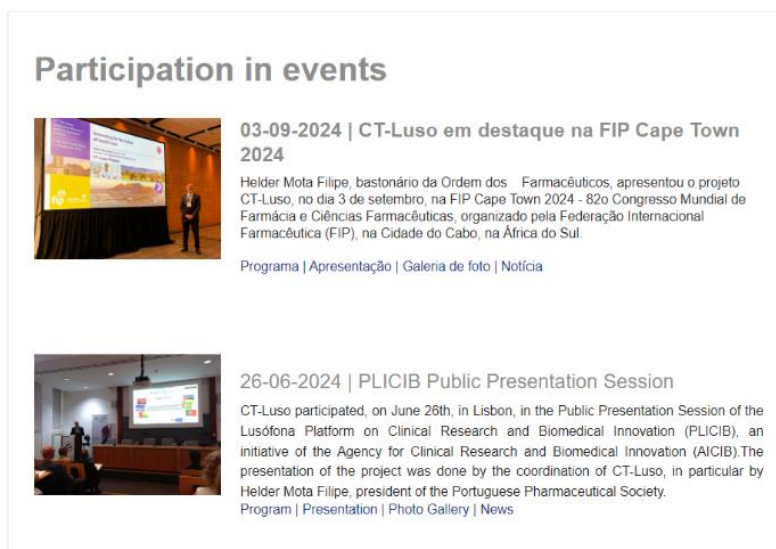 Participation in events
03-09-2024 | CT-Luso em destaque na FIP Cape Town
2024
Helder Mota Filipe, bastonário da Ordem dos Farmacêuticos, apresentou o projeto
CT-Luso, no dia 3 de setembro, na FIP Cape Town 2024 - 82o Congresso Mundial de
Farmácia e Ciências Farmacêuticas, organizado pela Federação Internacional
Farmacêutica (FIP), na Cidade do Cabo, na África do Sul.
Programa | Apresentação | Galeria de foto | Notícia
fip
26-06-2024 | PLICIB Public Presentation Session
CT-Luso participated, on June 26th, in Lisbon, in the Public Presentation Session of the
Lusófona Platform on Clinical Research and Biomedical Innovation (PLICIB), an
initiative of the Agency for Clinical Research and Biomedical Innovation (AICIB).The
presentation of the project was done by the coordination of CT-Luso, in particular by
Helder Mota Filipe, president of the Portuguese Pharmaceutical Society.
Program | Presentation | Photo Gallery | News